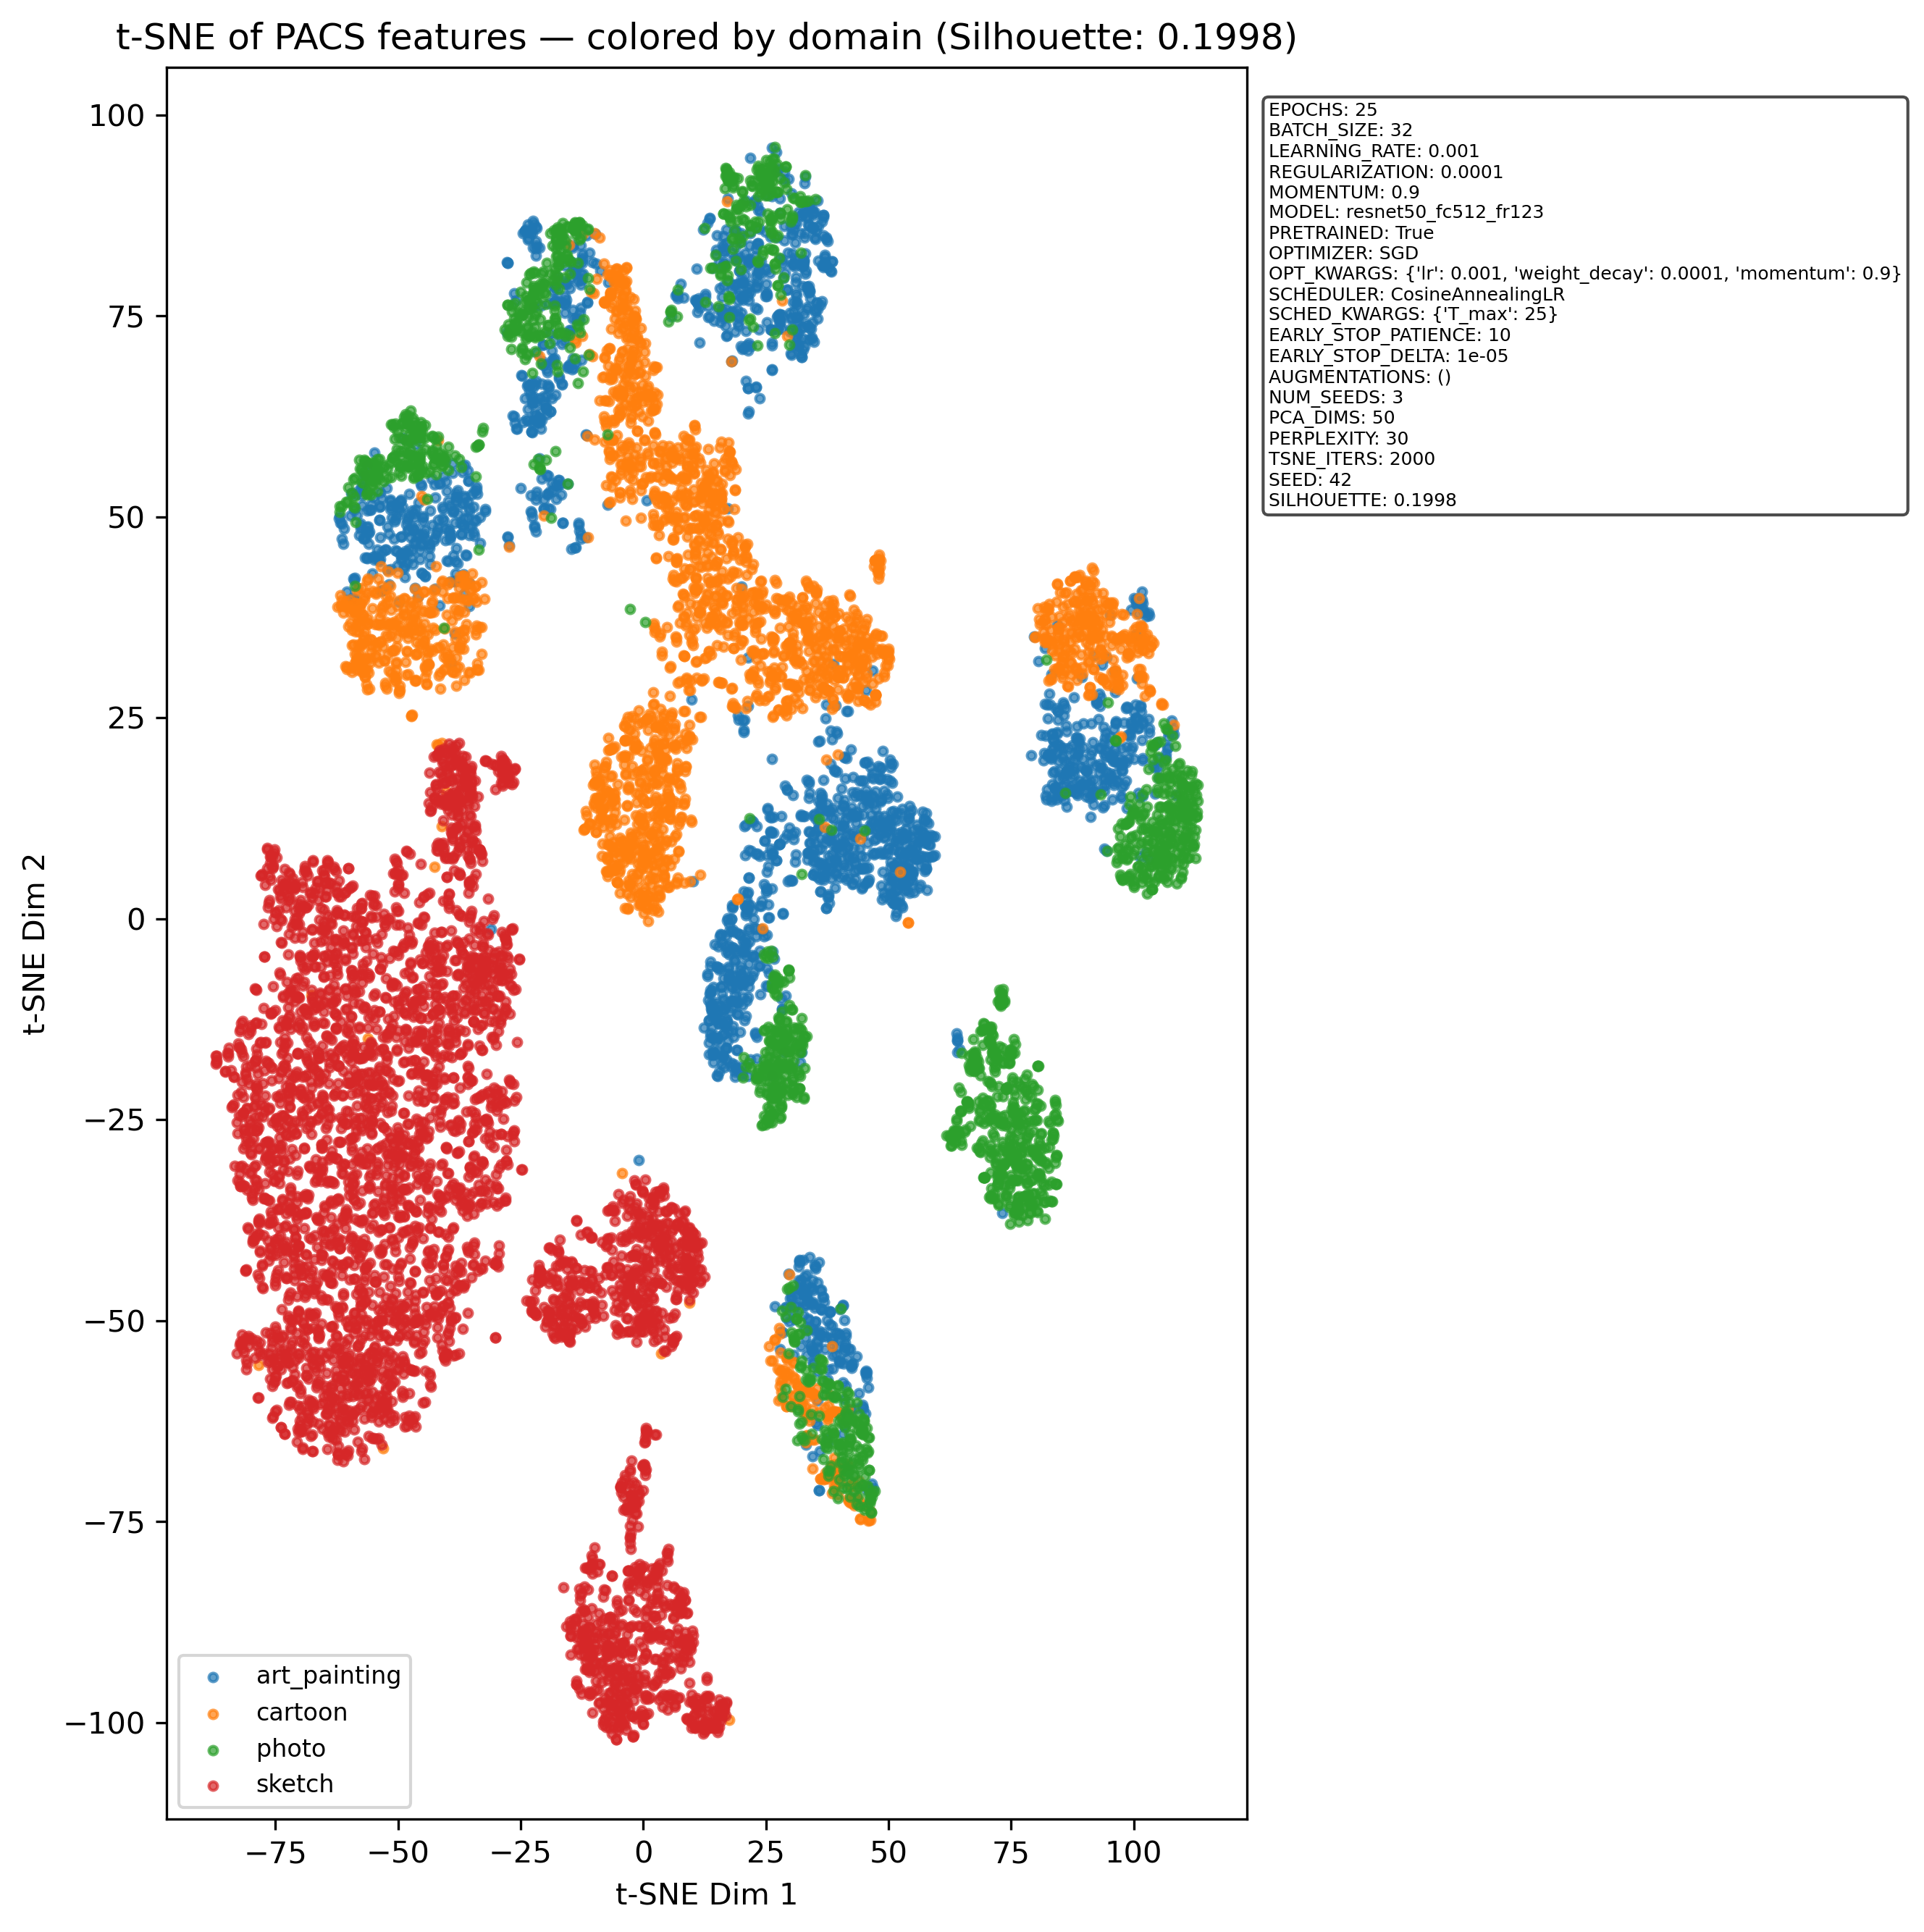 t-SNE of PACS features — colored by domain (Silhouette: 0.1998)
EPOCHS: 25
BATCH_SIZE: 32
LEARNING_RATE: 0.001
REGULARIZATION: 0.0001
MOMENTUM: 0.9
MODEL: resnet50_fc512_fr123
PRETRAINED: True
OPTIMIZER: SGD
OPT_KWARGS: {'lr': 0.001, 'weight_decay': 0.0001, 'momentum': 0.9}
SCHEDULER: CosineAnnealingLR
SCHED_KWARGS: {'T_max': 25}
EARLY_STOP_PATIENCE: 10
EARLY_STOP_DELTA: 1e-05
AUGMENTATIONS: ()
NUM_SEEDS: 3
PCA_DIMS: 50
PERPLEXITY: 30
TSNE_ITERS: 2000
SEED: 42
SILHOUETTE: 0.1998
t-SNE Dim 2
100
75
50
25
0
−25
−50
−75
−100
art_painting
cartoon
photo
sketch
−75 −50 −25 0 25 50 75 100
t-SNE Dim 1